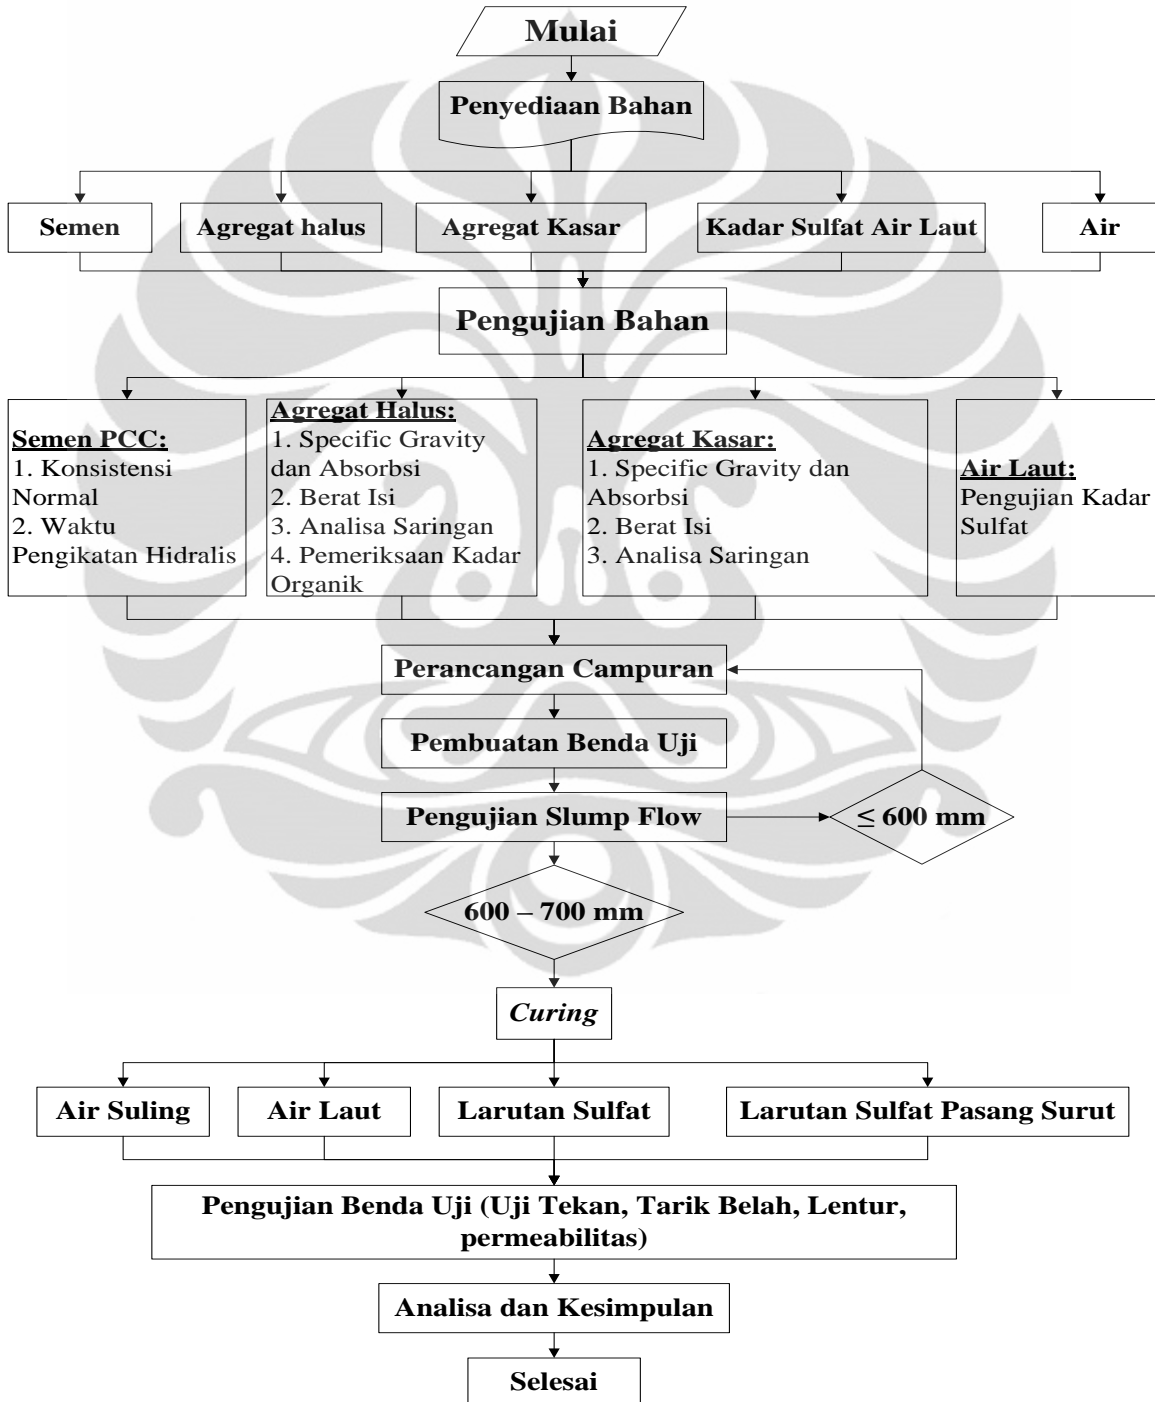 Mulai
Penyediaan Bahan
Semen
Agregat halus
Agregat Kasar
Kadar Sulfat Air Laut
Air
Pengujian Bahan
Semen PCC:
1. Konsistensi
Normal
2. Waktu
Pengikatan Hidralis
Agregat Halus:
1. Specific Gravity
dan Absorbsi
2. Berat Isi
3. Analisa Saringan
4. Pemeriksaan Kadar
Organik
Agregat Kasar:
1. Specific Gravity dan
Absorbsi
2. Berat Isi
3. Analisa Saringan
Air Laut:
Pengujian Kadar
Sulfat
Perancangan Campuran
Pembuatan Benda Uji
Pengujian Slump Flow
≤ 600 mm
600 – 700 mm
Curing
Air Suling
Air Laut
Larutan Sulfat
Larutan Sulfat Pasang Surut
Pengujian Benda Uji (Uji Tekan, Tarik Belah, Lentur,
permeabilitas)
Analisa dan Kesimpulan
Selesai